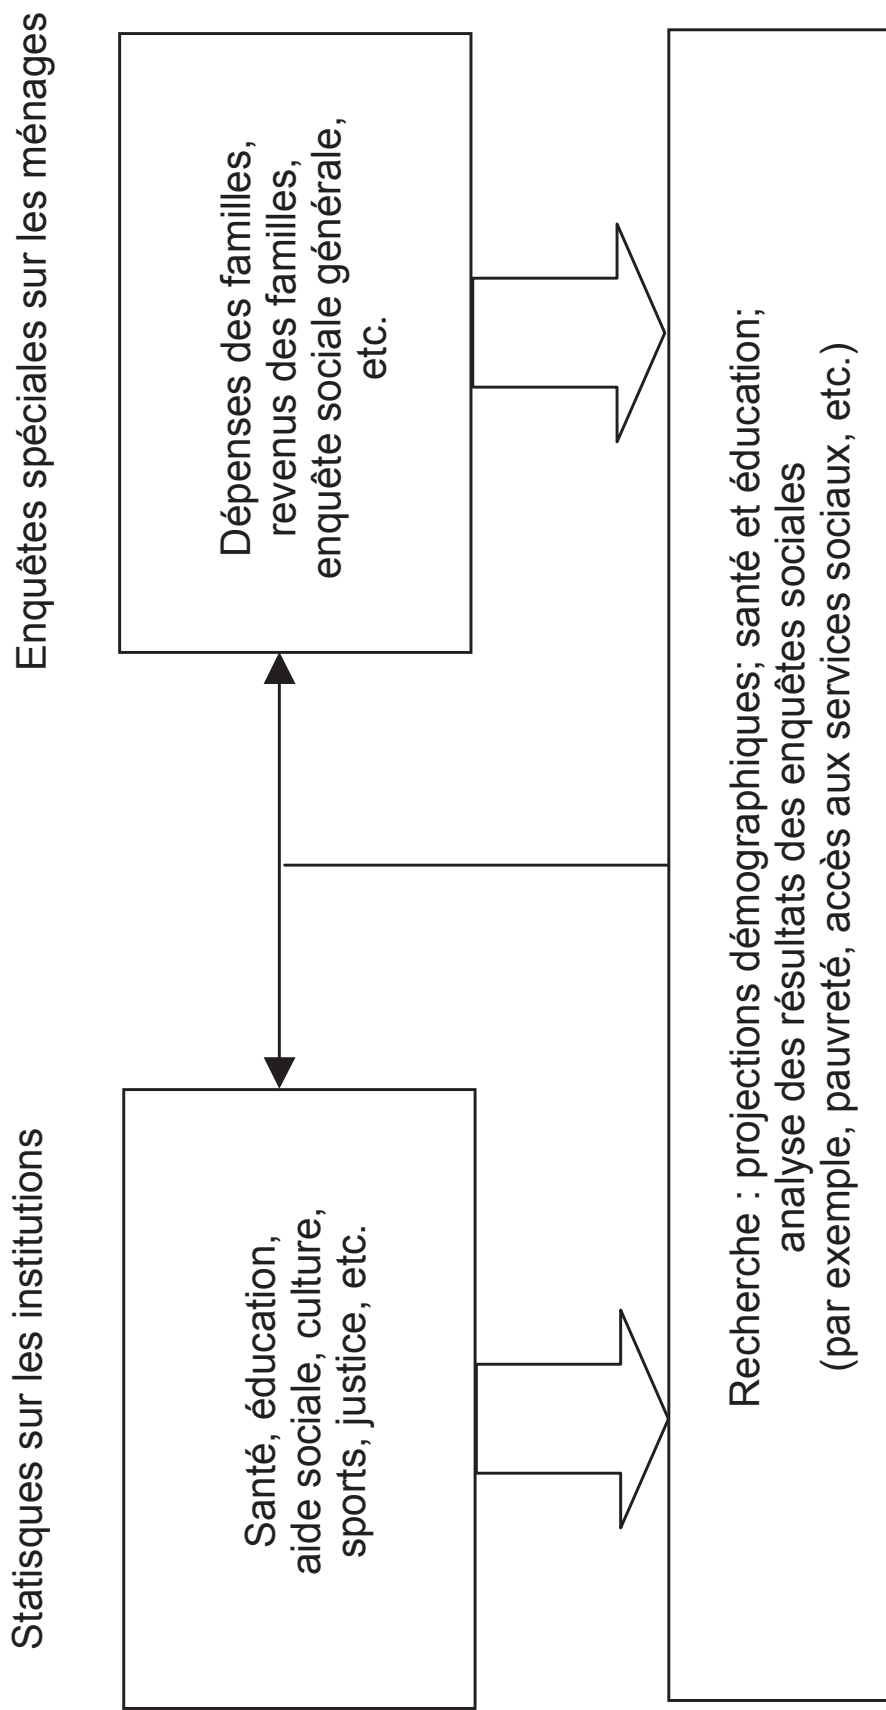 Statisques sur les institutions
Enquêtes spéciales sur les ménages
Santé, éducation,
aide sociale, culture,
sports, justice, etc.
Dépenses des familles,
revenus des familles,
enquête sociale générale,
etc.
Recherche : projections démographiques; santé et éducation;
analyse des résultats des enquêtes sociales
(par exemple, pauvreté, accès aux services sociaux, etc.)